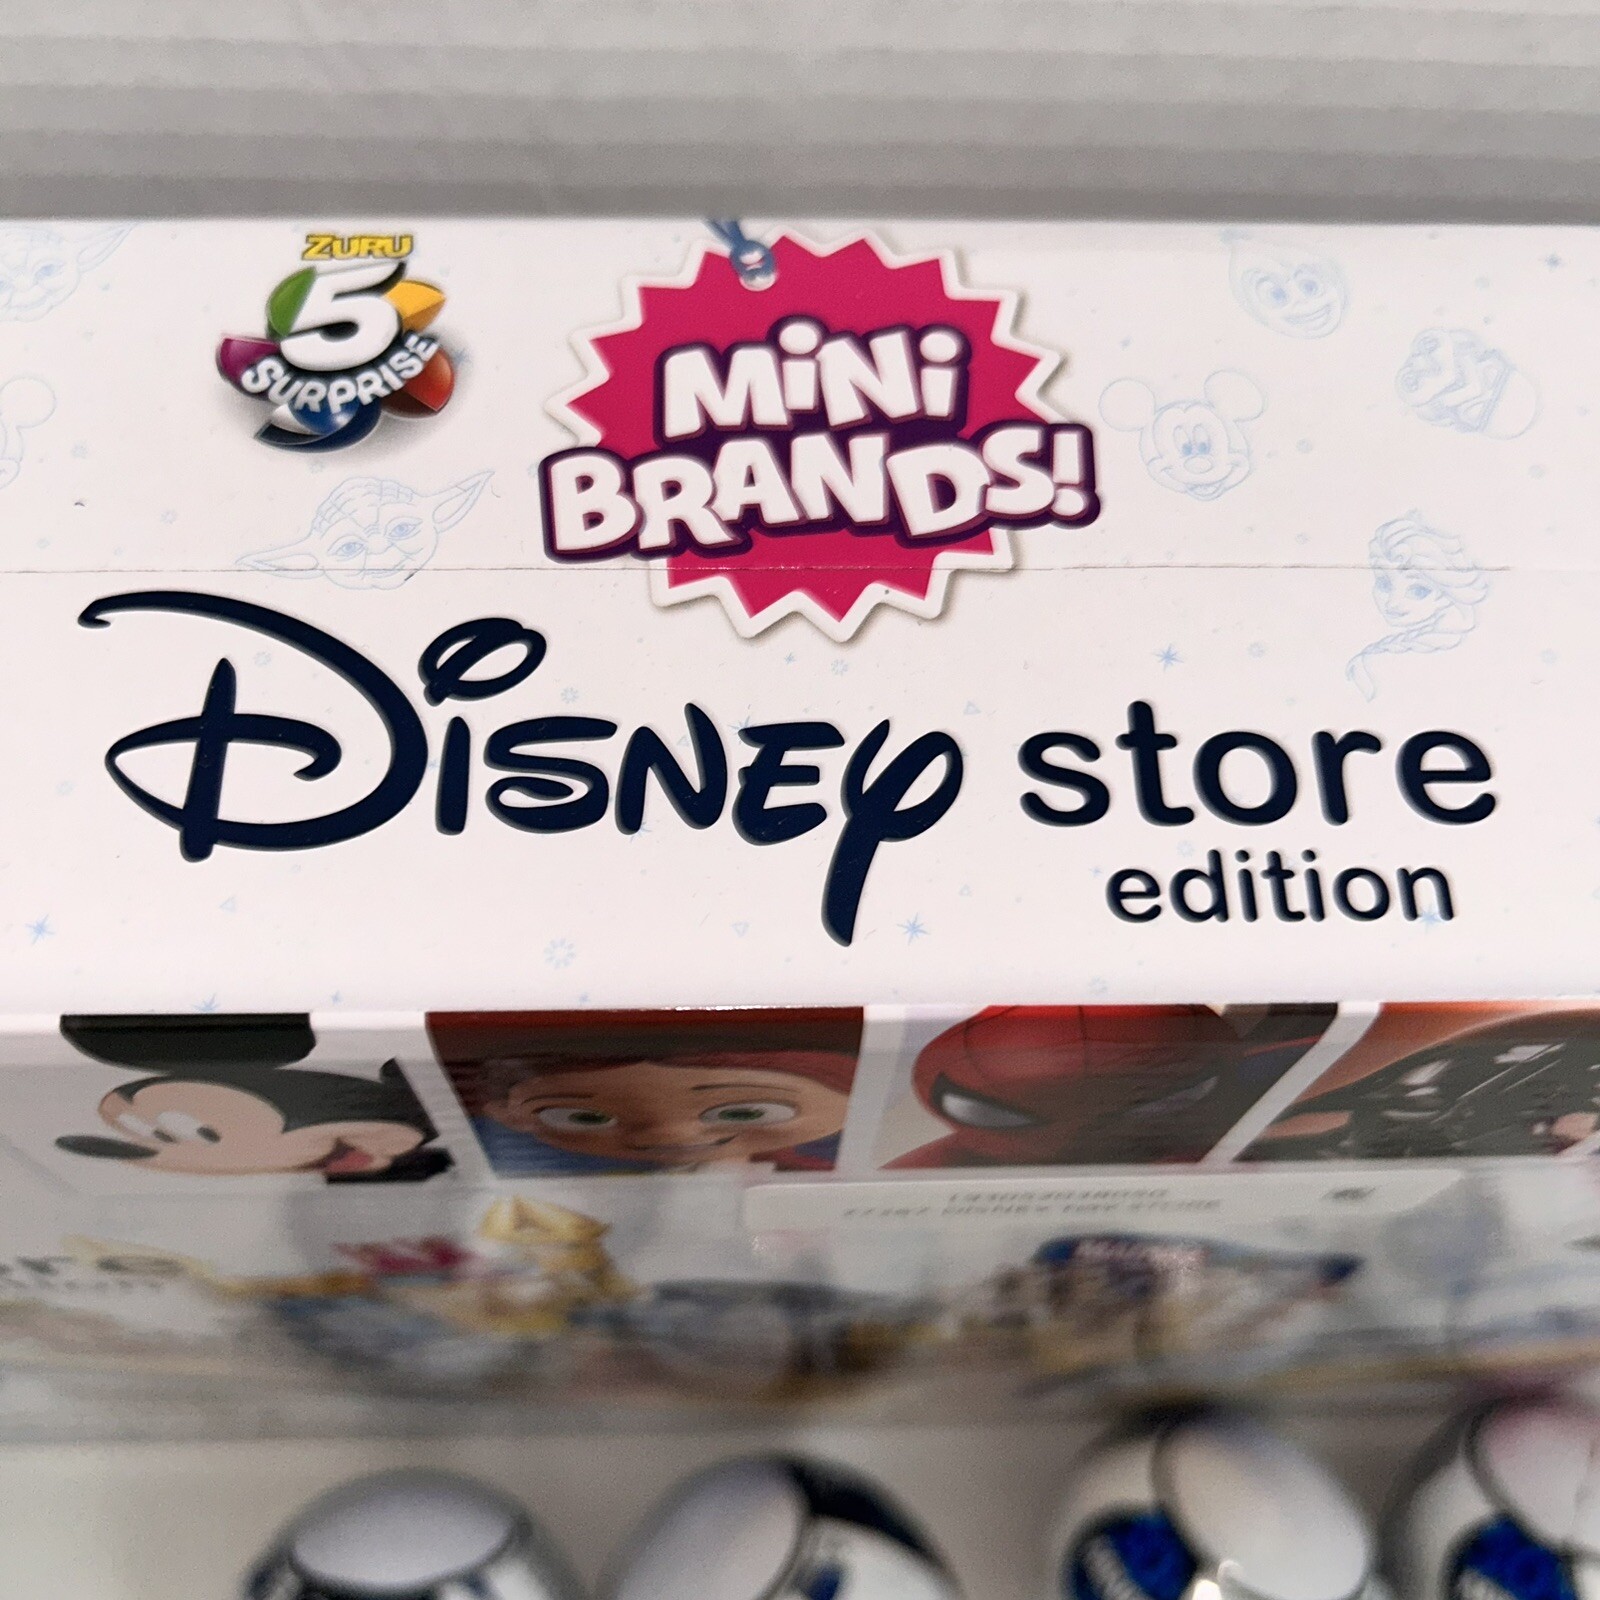 ZURU
5
SURPRISE
MiNi
BRANDS!
Disney store
edition